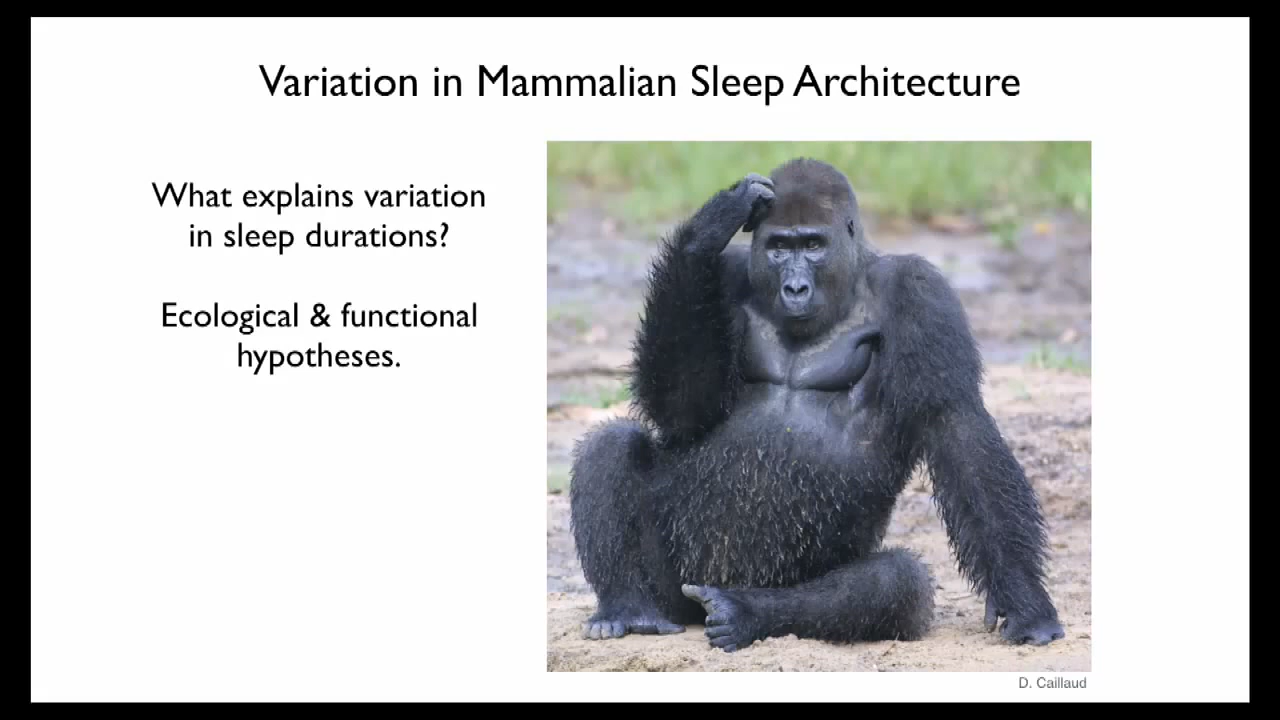 Variation in Mammalian Sleep Architecture
What explains variation
in sleep durations?
Ecological & functional
hypotheses.
D. Caillaud